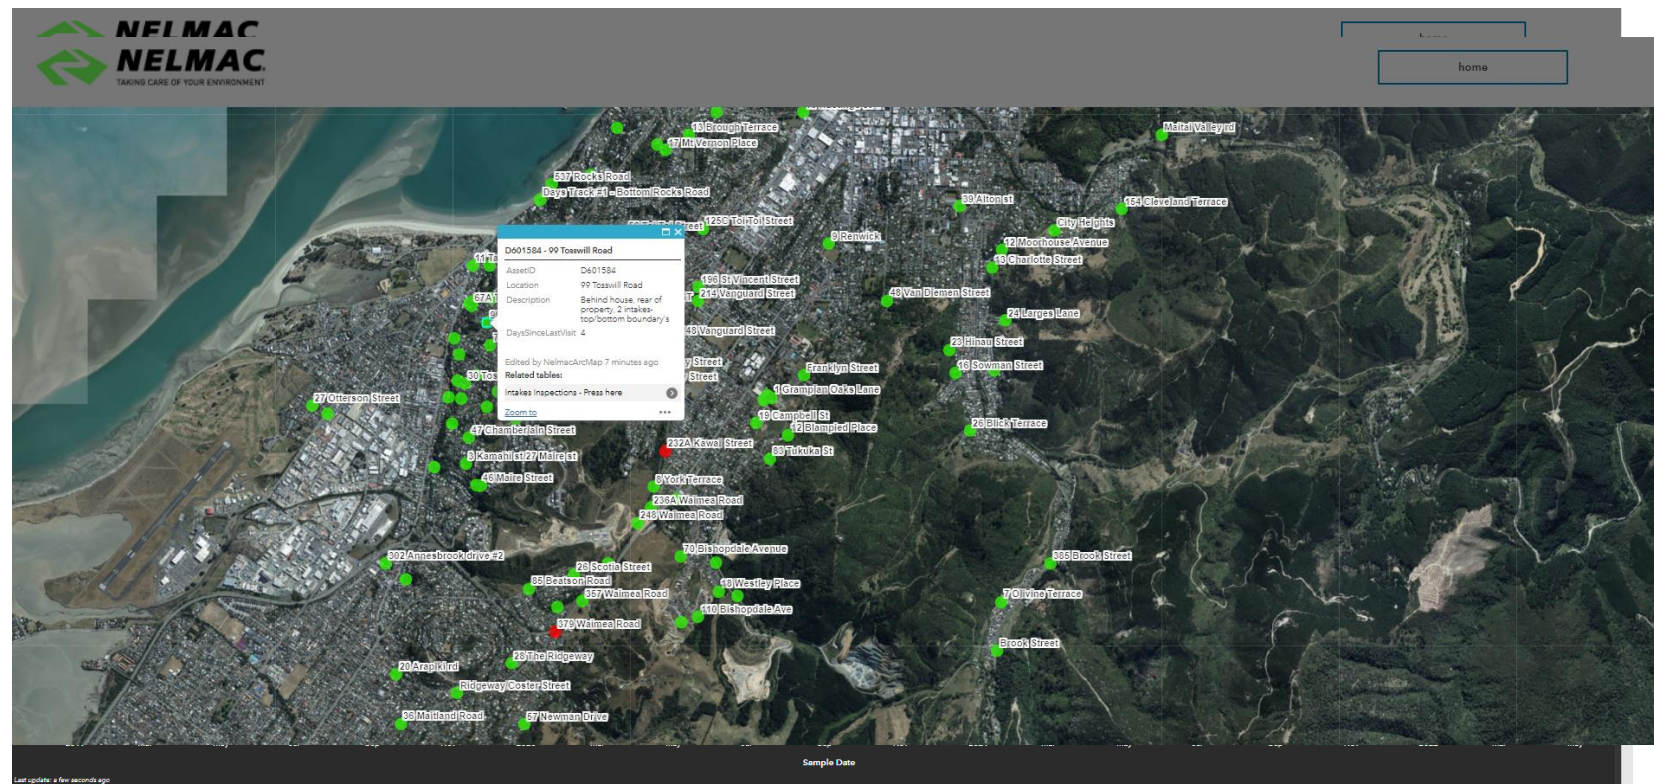 NELMAC
home
NELMAC
TAKING CARE OF YOUR ENVIRONMENT
home
13 Brough Terrace
Maitai Valley rd
17 Mt Vernon Place
537 Rocks Road
Days Track #1 - Bottom Rocks Road
39 Alton st
154 Cleveland Terrace
125C Toi Toi Street
City Heights
9 Renwick
12 Moorhouse Avenue
13 Charlotte Street
D601584 - 99 Tosswill Road
AssetID D601584
Location 99 Tosswill Road
Description Behind house, rear of
property, 2 intakes-
top/bottom boundary's
DaysSinceLastVisit 4
Edited by NelmacArcMap 7 minutes ago
Related tables:
Intakes Inspections - Press here
Zoom to
196 St Vincent Street
214 Vanguard Street
48 Van Diemen Street
24 Larges Lane
48 Vanguard Street
23 Hinau Street
Street
Franklyn Street
16 Sowman Street
30 Tos
Street
1 Grampian Oaks Lane
27 Otterson Street
19 Campbell St
26 Blick Terrace
47 Chamberlain Street
12 Blampied Place
232A Kawai Street
83 Tukuka St
3 Kamahi st 27 Maire st
46 Maire Street
8 York Terrace
236A Waimea Road
248 Waimea Road
302 Annesbrook drive #2
70 Bishopdale Avenue
385 Brook Street
26 Scotia Street
85 Beatson Road
18 Westley Place
357 Waimea Road
7 Olivine Terrace
110 Bishopdale Ave
379 Waimea Road
Brook Street
28 The Ridgeway
20 Arapiki rd
Ridgeway/Coster Street
36 Maitland Road
57 Newman Drive
Sample Date
Last update: a few seconds ago